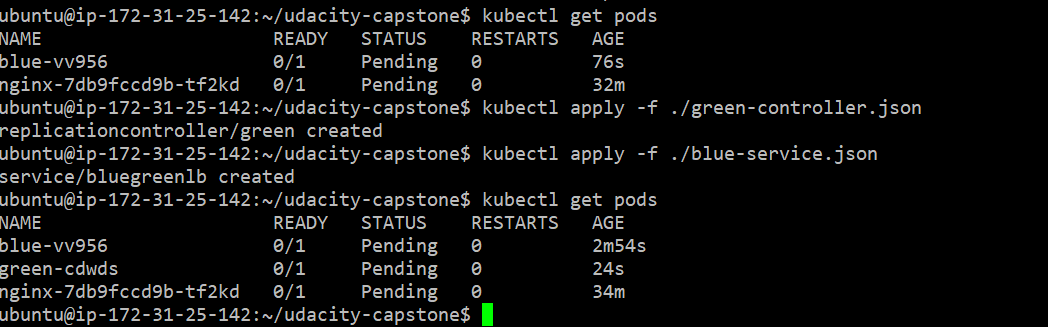 ubuntu@ip-172-31-25-142:~/udacity-capstone$ kubectl get pods
NAME                     READY   STATUS    RESTARTS   AGE
blue-vv956               0/1     Pending   0          76s
nginx-7db9fccd9b-tf2kd   0/1     Pending   0          32m
ubuntu@ip-172-31-25-142:~/udacity-capstone$ kubectl apply -f ./green-controller.json
replicationcontroller/green created
ubuntu@ip-172-31-25-142:~/udacity-capstone$ kubectl apply -f ./blue-service.json
service/bluegreenlb created
ubuntu@ip-172-31-25-142:~/udacity-capstone$ kubectl get pods
NAME                     READY   STATUS    RESTARTS   AGE
blue-vv956               0/1     Pending   0          2m54s
green-cdwds              0/1     Pending   0          24s
nginx-7db9fccd9b-tf2kd   0/1     Pending   0          34m
ubuntu@ip-172-31-25-142:~/udacity-capstone$